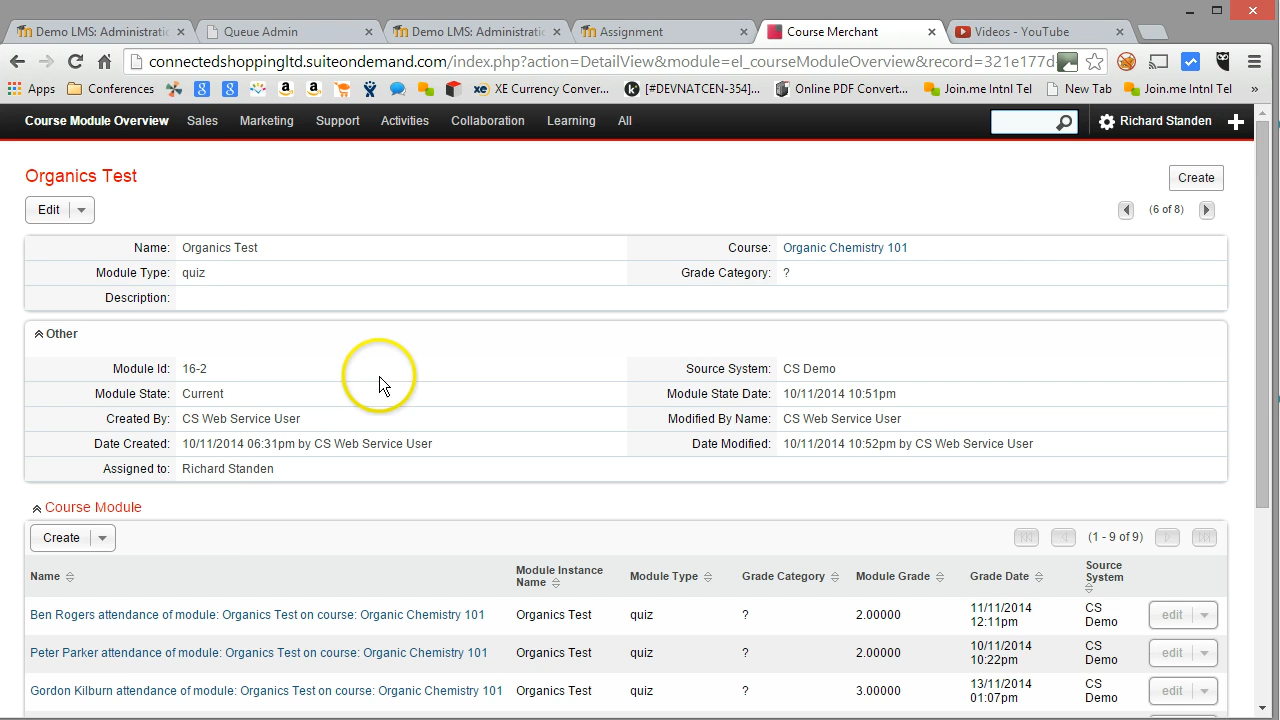 Demo LMS: Administrati
Queue Admin
Demo LMS: Administrati
Assignment
Course Merchant
Videos - YouTube
connectedshoppingltd.suiteondemand.com/index.php?action=DetailView&module=el_courseModuleOverview&record=321e177d-
Apps
Conferences
XE Currency Conver...
[#DEVNATCEN-354]...
Online PDF Convert...
Join.me Intnl Tel
New Tab
Join.me Intnl Tel
»
Course Module Overview
Sales
Marketing
Support
Activities
Collaboration
Learning
All
Richard Standen
Organics Test
Create
Edit
(6 of 8)
Name: Organics Test
Course: Organic Chemistry 101
Module Type: quiz
Grade Category: ?
Description:
Other
Module Id: 16-2
Source System: CS Demo
Module State: Current
Module State Date: 10/11/2014 10:51pm
Created By: CS Web Service User
Modified By Name: CS Web Service User
Date Created: 10/11/2014 06:31pm by CS Web Service User
Date Modified: 10/11/2014 10:52pm by CS Web Service User
Assigned to: Richard Standen
Course Module
Create
(1 - 9 of 9)
Name
Module Instance
Name
Module Type
Grade Category
Module Grade
Grade Date
Source
System
Ben Rogers attendance of module: Organics Test on course: Organic Chemistry 101
Organics Test
quiz
?
2.00000
11/11/2014
12:11pm
CS
Demo
edit
Peter Parker attendance of module: Organics Test on course: Organic Chemistry 101
Organics Test
quiz
?
2.00000
10/11/2014
10:22pm
CS
Demo
edit
Gordon Kilburn attendance of module: Organics Test on course: Organic Chemistry 101
Organics Test
quiz
?
3.00000
13/11/2014
01:07pm
CS
Demo
edit